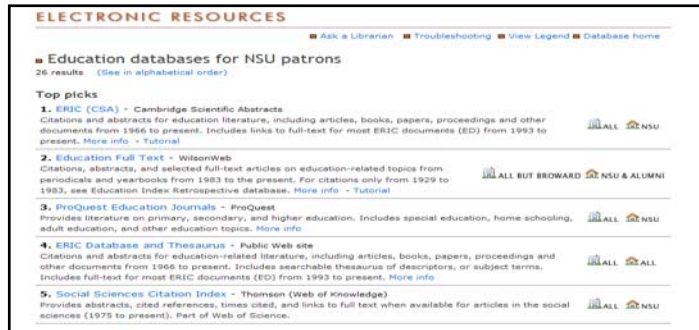 ELECTRONIC RESOURCES
Ask a Librarian Troubleshooting View Legend Database home
Education databases for NSU patrons
26 results (See in alphabetical order)
Top picks
1. ERIC (CSA) - Cambridge Scientific Abstracts
Citations and abstracts for education literature, including articles, books, papers, proceedings and other
documents from 1966 to present. Includes links to full-text for most ERIC documents (ED) from 1993 to
present. More info - Tutorial
ALL NSU
2. Education Full Text - WilsonWeb
Citations, abstracts, and selected full-text articles on education-related topics from
periodicals and yearbooks from 1983 to the present. For citations only from 1929 to
1983, see Education Index Retrospective database. More info - Tutorial
ALL BUT BROWARD NSU & ALUMNI
3. ProQuest Education Journals - ProQuest
Provides literature on primary, secondary, and higher education. Includes special education, home schooling,
adult education, and other education topics. More info
ALL NSU
4. ERIC Database and Thesaurus - Public Web site
Citations and abstracts for education-related literature, including articles, books, papers, proceedings and
other documents from 1966 to present. Includes searchable thesaurus of descriptors, or subject terms.
Includes full-text for most ERIC documents (ED) from 1993 to present. More info
ALL ALL
5. Social Sciences Citation Index - Thomson (Web of Knowledge)
Provides abstracts, cited references, times cited, and links to full text when available for articles in the social
sciences (1975 to present). Part of Web of Science.
ALL NSU